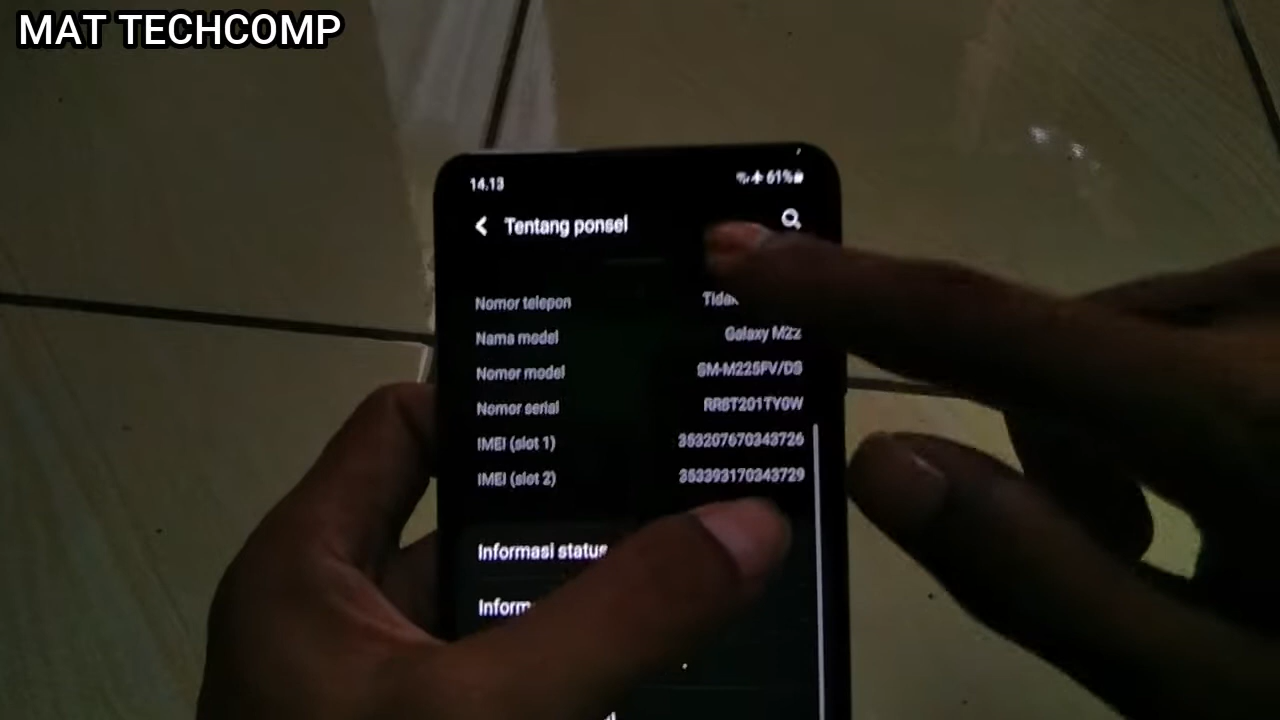 MAT TECHCOMP
14.13
61%
Tentang ponsel
Nomor telepon
Nama model Galaxy M22
Nomor model SM-M225FV/DS
Nomor serial RR8T201TY0W
IMEI (slot 1) 353207670343726
IMEI (slot 2) 353393170343729
Informasi status